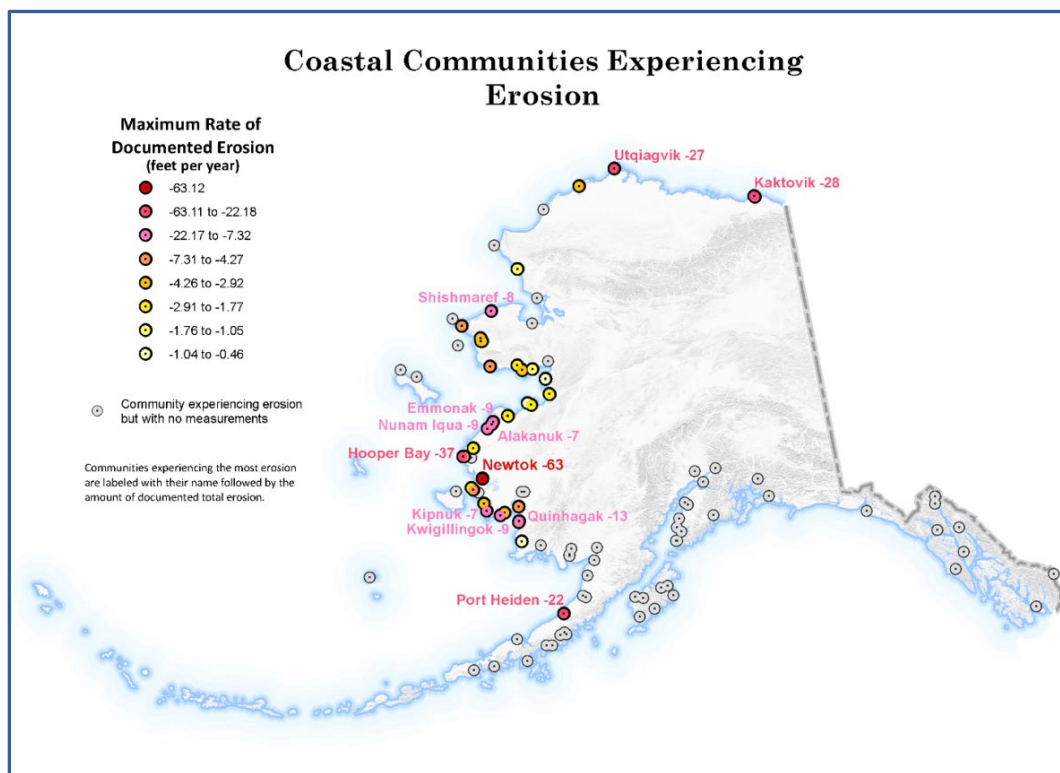 Coastal Communities Experiencing
Erosion
Maximum Rate of
Documented Erosion
(feet per year)
-63.12
-63.11 to -22.18
-22.17 to -7.32
-7.31 to -4.27
-4.26 to -2.92
-2.91 to -1.77
-1.76 to -1.05
-1.04 to -0.46
Community experiencing erosion
but with no measurements
Communities experiencing the most erosion
are labeled with their name followed by the
amount of documented total erosion.
Utqiagvik -27
Kaktovik -28
Shishmaref -8
Emmonak -9
Nunam Iqua -9
Alakanuk -7
Hooper Bay -37
Newtok -63
Kipnuk -7
Quinhagak -13
Kwigillingok -9
Port Heiden -22